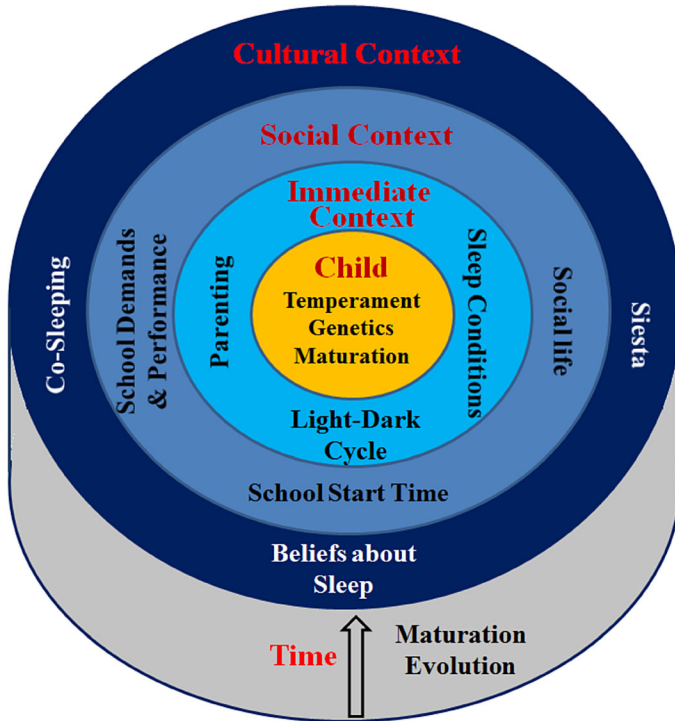 Cultural Context
Social Context
Immediate
Context
Child
Temperament
Genetics
Maturation
Parenting
Sleep Conditions
Light-Dark
Cycle
School Demands
& Performance
Social life
School Start Time
Co-Sleeping
Siesta
Beliefs about
Sleep
Time
Maturation
Evolution